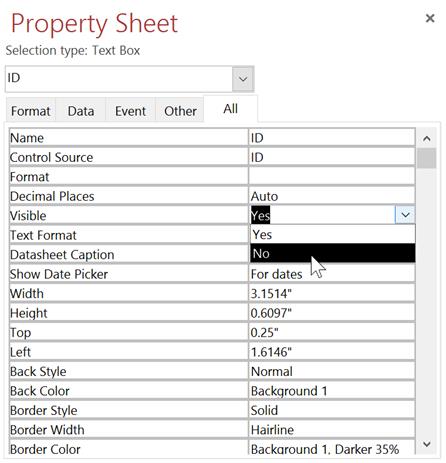 Property Sheet
Selection type: Text Box
ID
Format Data Event Other All
Name ID
Control Source ID
Format
Decimal Places Auto
Visible Yes
Text Format Yes
Datasheet Caption No
Show Date Picker For dates
Width 3.1514"
Height 0.6097"
Top 0.25"
Left 1.6146"
Back Style Normal
Back Color Background 1
Border Style Solid
Border Width Hairline
Border Color Background 1, Darker 35%